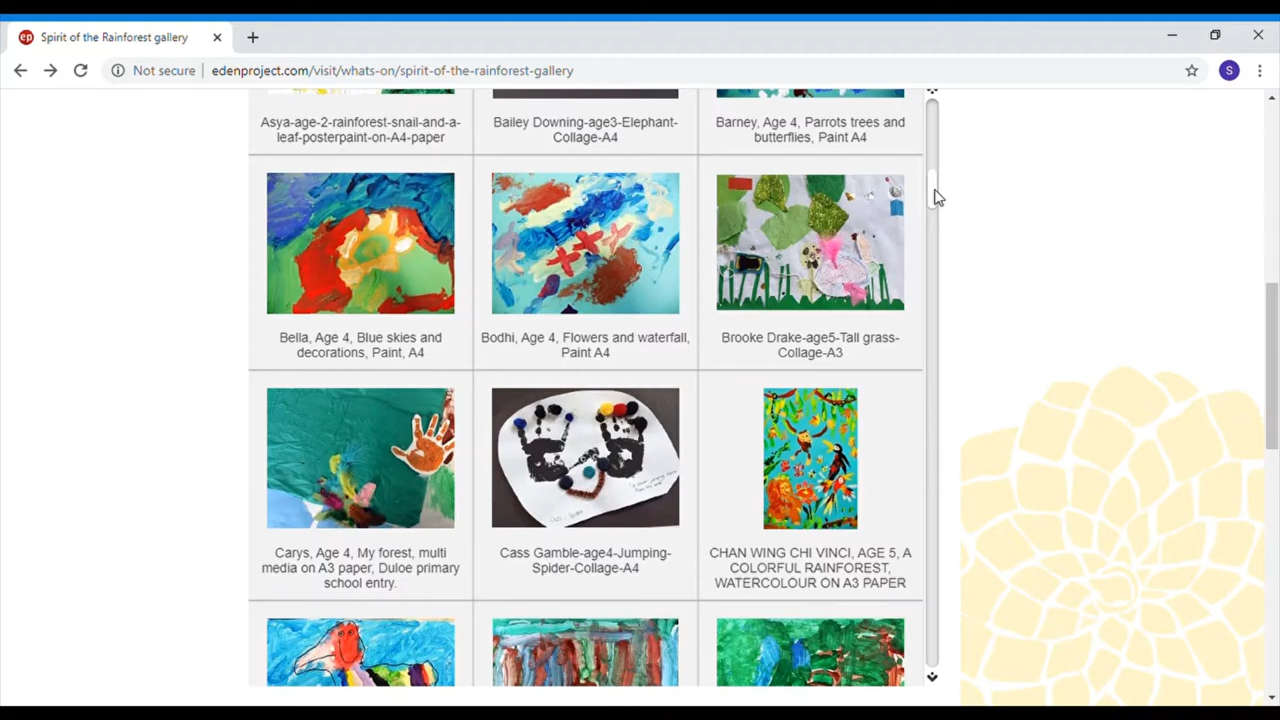 ep Spirit of the Rainforest gallery
Not secure edenproject.com/visit/whats-on/spirit-of-the-rainforest-gallery S
Asya-age-2-rainforest-snail-and-a-
leaf-posterpaint-on-A4-paper
Bailey Downing-age3-Elephant-
Collage-A4
Barney, Age 4, Parrots trees and
butterflies, Paint A4
Bella, Age 4, Blue skies and
decorations, Paint, A4
Bodhi, Age 4, Flowers and waterfall,
Paint A4
Brooke Drake-age5-Tall grass-
Collage-A3
Carys, Age 4, My forest, multi
media on A3 paper, Duloe primary
school entry.
Cass Gamble-age4-Jumping-
Spider-Collage-A4
CHAN WING CHI VINCI, AGE 5, A
COLORFUL RAINFOREST,
WATERCOLOUR ON A3 PAPER